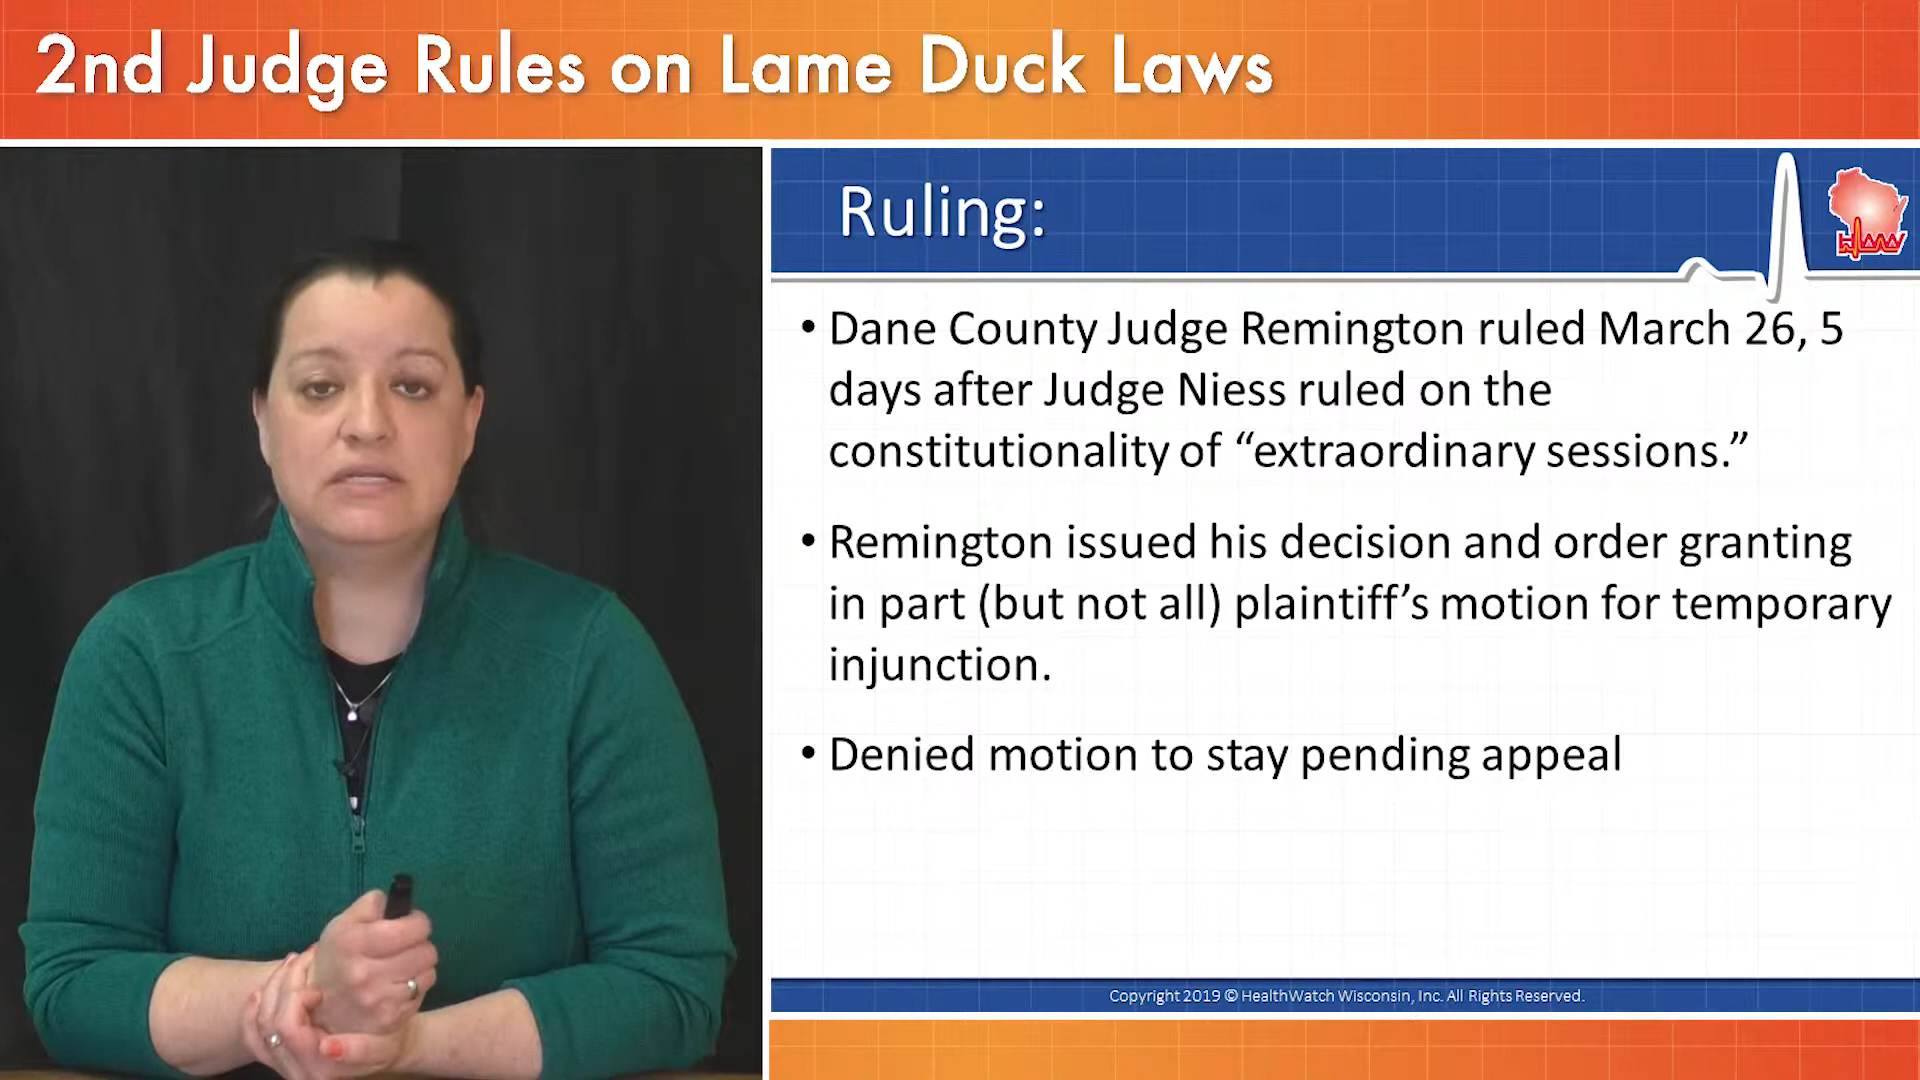 2nd Judge Rules on Lame Duck Laws
Ruling:
• Dane County Judge Remington ruled March 26, 5
days after Judge Niess ruled on the
constitutionality of “extraordinary sessions.”
• Remington issued his decision and order granting
in part (but not all) plaintiff’s motion for temporary
injunction.
• Denied motion to stay pending appeal
Copyright 2019 © HealthWatch Wisconsin, Inc. All Rights Reserved.